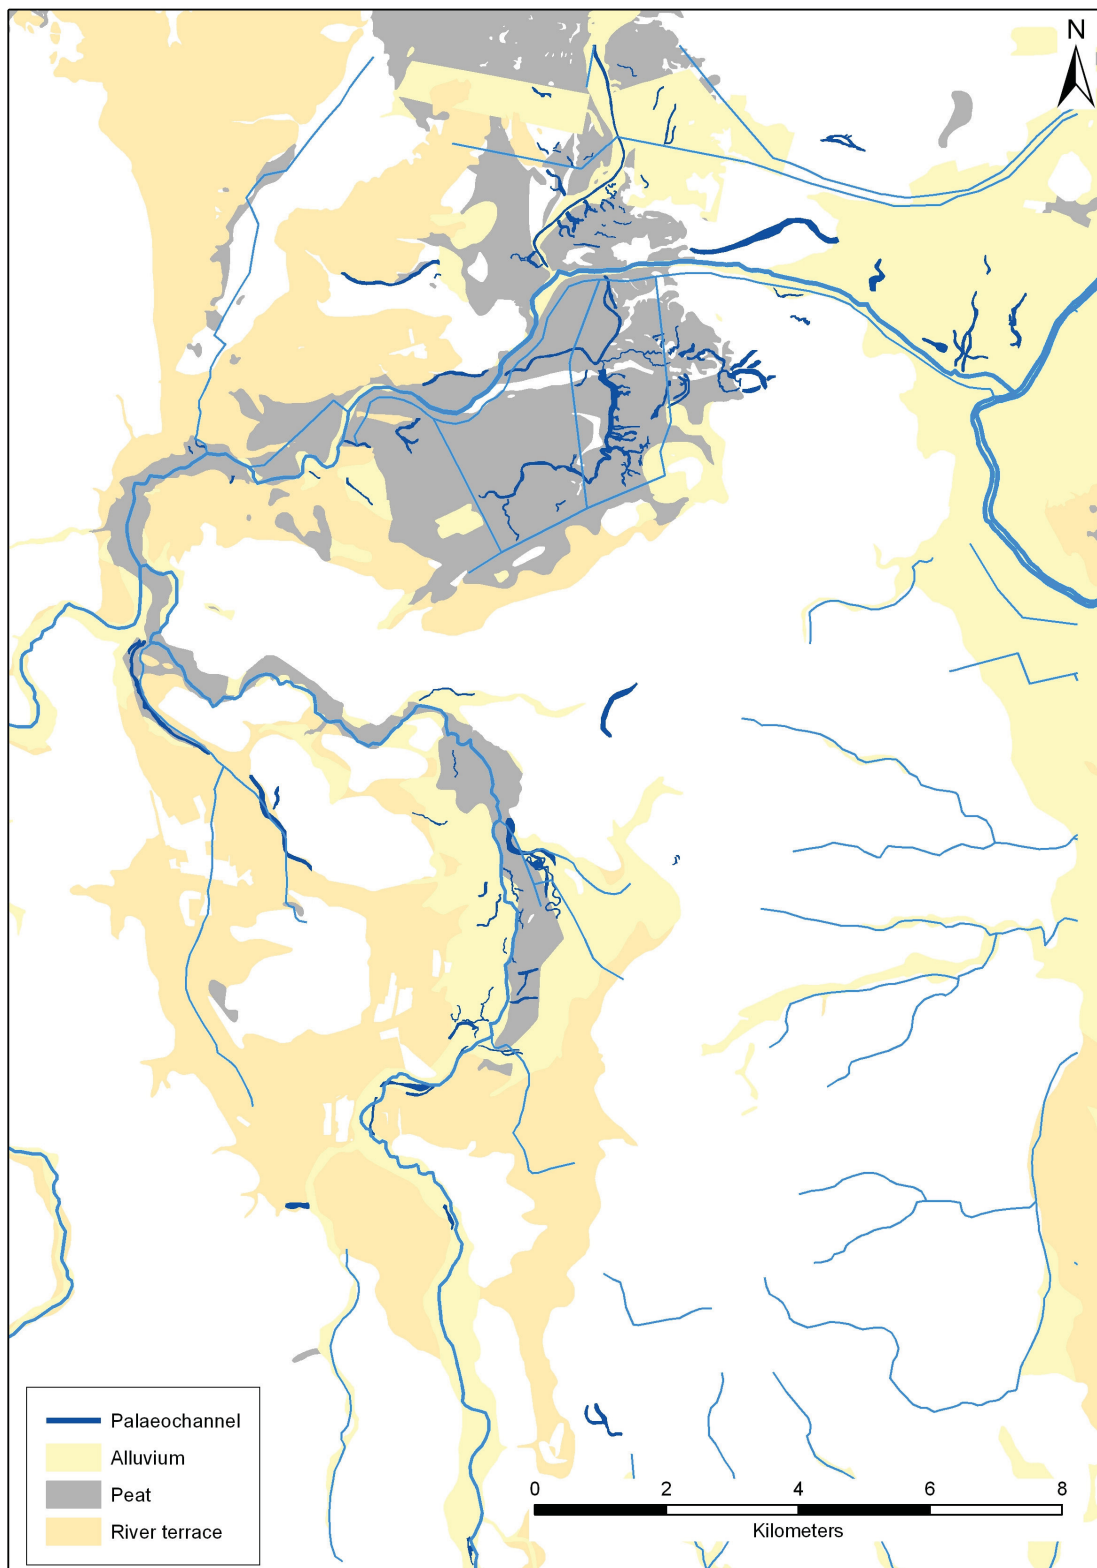 N
Palaeochannel
Alluvium
Peat
River terrace
0 2 4 6 8
Kilometers